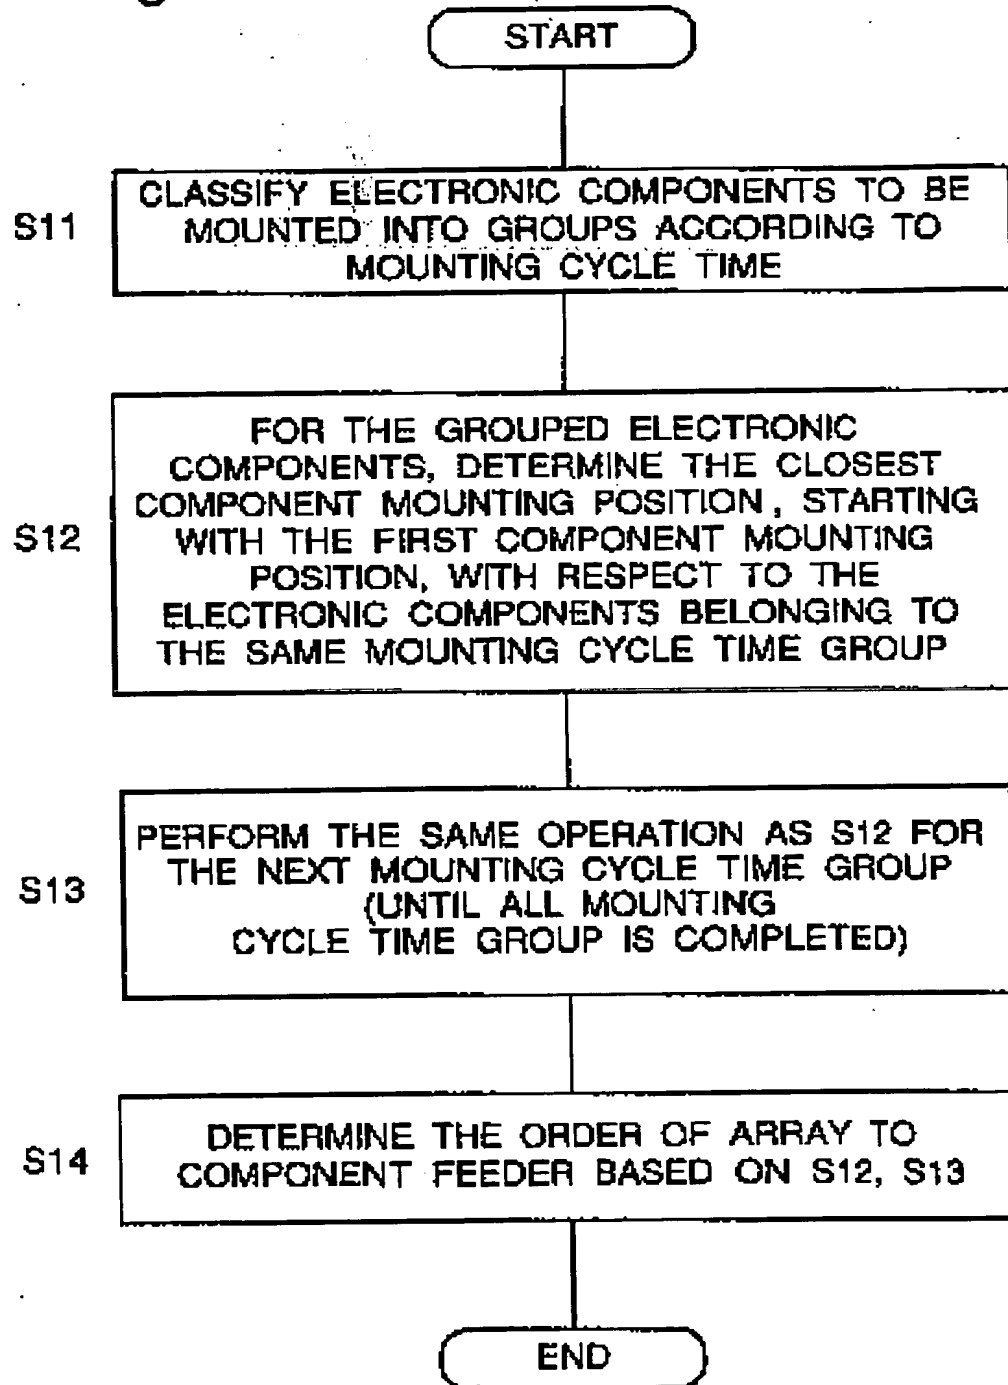 START
S11
CLASSIFY ELECTRONIC COMPONENTS TO BE
MOUNTED INTO GROUPS ACCORDING TO
MOUNTING CYCLE TIME
S12
FOR THE GROUPED ELECTRONIC
COMPONENTS, DETERMINE THE CLOSEST
COMPONENT MOUNTING POSITION, STARTING
WITH THE FIRST COMPONENT MOUNTING
POSITION, WITH RESPECT TO THE
ELECTRONIC COMPONENTS BELONGING TO
THE SAME MOUNTING CYCLE TIME GROUP
S13
PERFORM THE SAME OPERATION AS S12 FOR
THE NEXT MOUNTING CYCLE TIME GROUP
(UNTIL ALL MOUNTING
CYCLE TIME GROUP IS COMPLETED)
S14
DETERMINE THE ORDER OF ARRAY TO
COMPONENT FEEDER BASED ON S12, S13
END